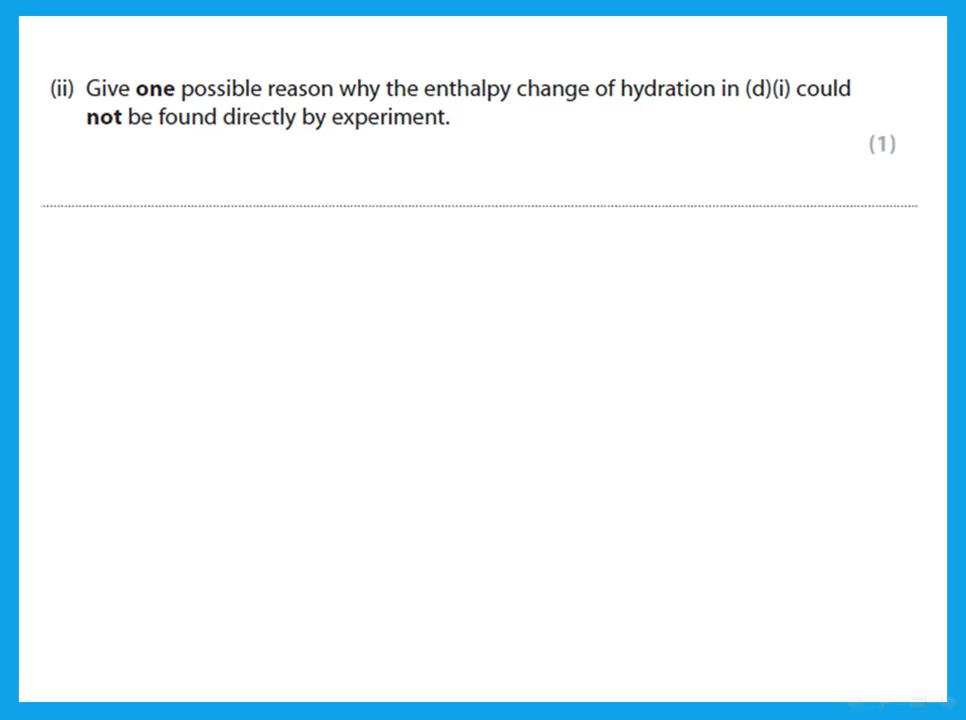 (ii) Give one possible reason why the enthalpy change of hydration in (d)(i) could
not be found directly by experiment.
(1)